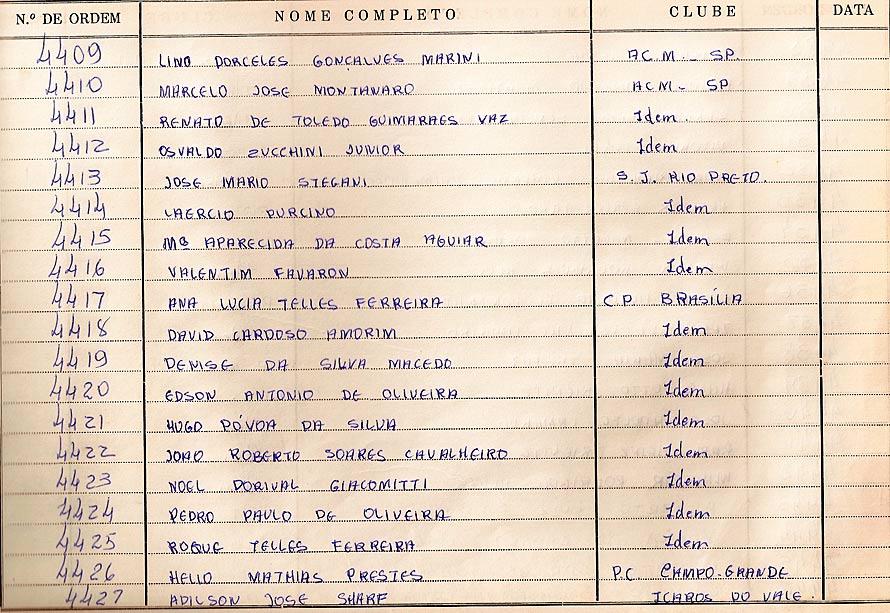 N.º DE ORDEM NOME COMPLETO CLUBE DATA
4409 LINO DORCELES GONÇALVES MARINI A.C.M. - SP.
4410 MARCELO JOSE MONTANARO ACM - SP
4411 RENATO DE TOLEDO GUIMARAES VAZ Idem.
4412 OSVALDO ZUCCHINI JUNIOR Idem
4413 JOSE MARIO STEGANI S. J. RIO PRETO.
4414 LAERCIO PURCINO Idem
4415 Mª APARECIDA DA COSTA AGUIAR Idem
4416 VALENTIM FAVARON Idem
4417 ANA LUCIA TELLES FERREIRA C.P. BRASÍLIA
4418 DAVID CARDOSO AMORIM Idem
4419 DENISE DA SILVA MACEDO Idem
4420 EDSON ANTONIO DE OLIVEIRA Idem
4421 HUGO PÓVOA DA SILVA Idem
4422 JOAO ROBERTO SOARES CAVALHEIRO Idem
4423 NOEL DORIVAL GIACOMITTI Idem
4424 PEDRO PAULO DE OLIVEIRA Idem
4425 ROQUE TELLES FERREIRA Idem
4426 HELIO MATHIAS PRESTES P.C. CAMPO-GRANDE
4427 ADILSON JOSE SHARF ICAROS DO VALE.